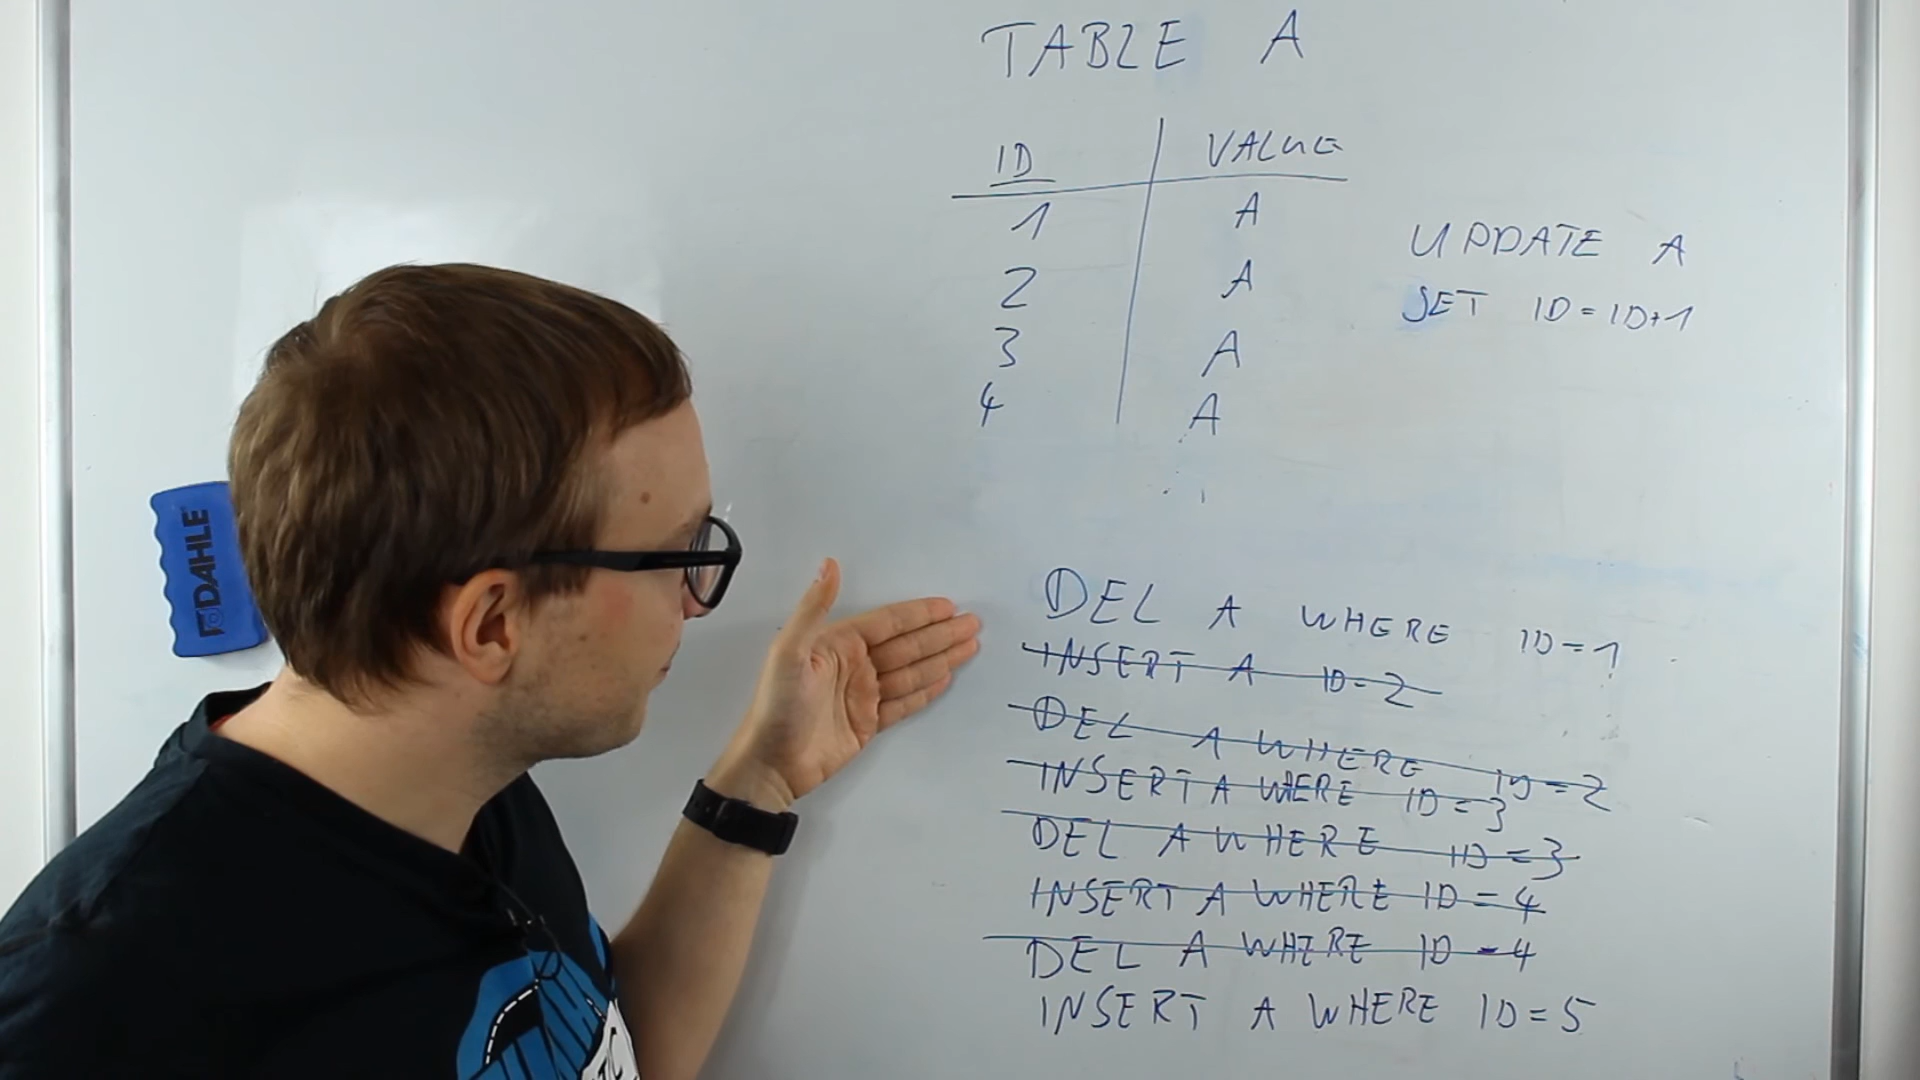 TABLE A
ID VALUE
1 A
2 A
3 A
4 A
UPDATE A
SET ID=ID+1
DAHLE
DEL A WHERE ID=1
INSERT A ID=2
DEL A WHERE ID=2
INSERT A WERE ID=3
DEL A WHERE ID=3
INSERT A WHERE ID=4
DEL A WHERE ID=4
INSERT A WHERE ID=5